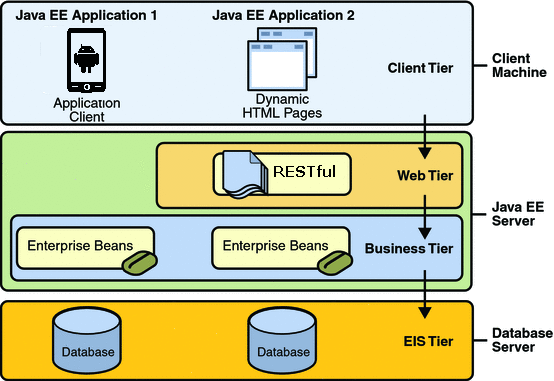 Java EE Application 1
Java EE Application 2
Application
Client
Dynamic
HTML Pages
Client Tier
Client
Machine
RESTful
Web Tier
Java EE
Server
Enterprise Beans
Enterprise Beans
Business Tier
Database
Database
EIS Tier
Database
Server